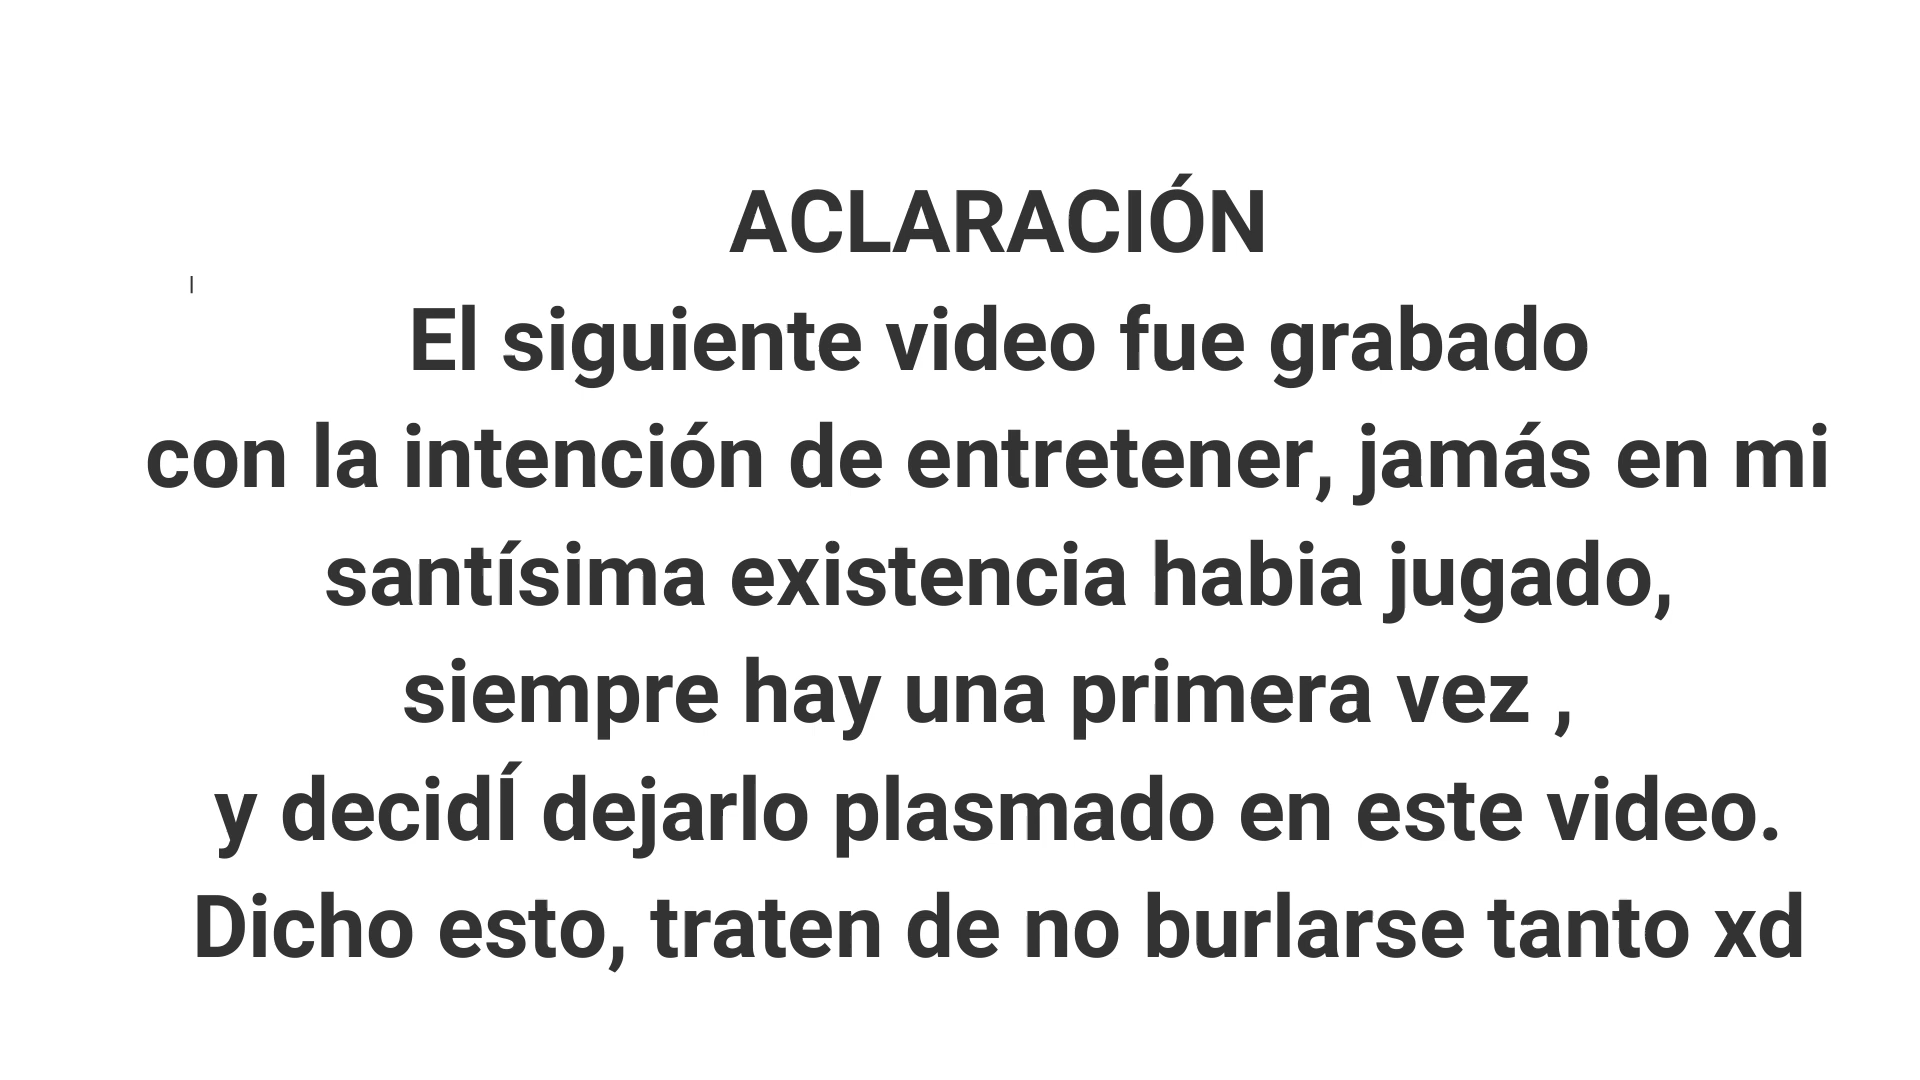 ACLARACIÓN
El siguiente video fue grabado
con la intención de entretener, jamás en mi
santísima existencia habia jugado,
siempre hay una primera vez ,
y decidÍ dejarlo plasmado en este video.
Dicho esto, traten de no burlarse tanto xd